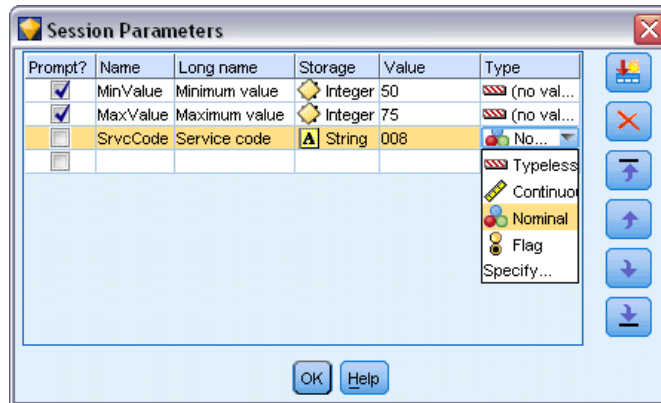 Session Parameters
Prompt? Name Long name Storage Value Type
MinValue Minimum value Integer 50 (no val...
MaxValue Maximum value Integer 75 (no val...
SrvcCode Service code A String 008 No...
Typeless
Continuo
Nominal
Flag
Specify...
OK Help